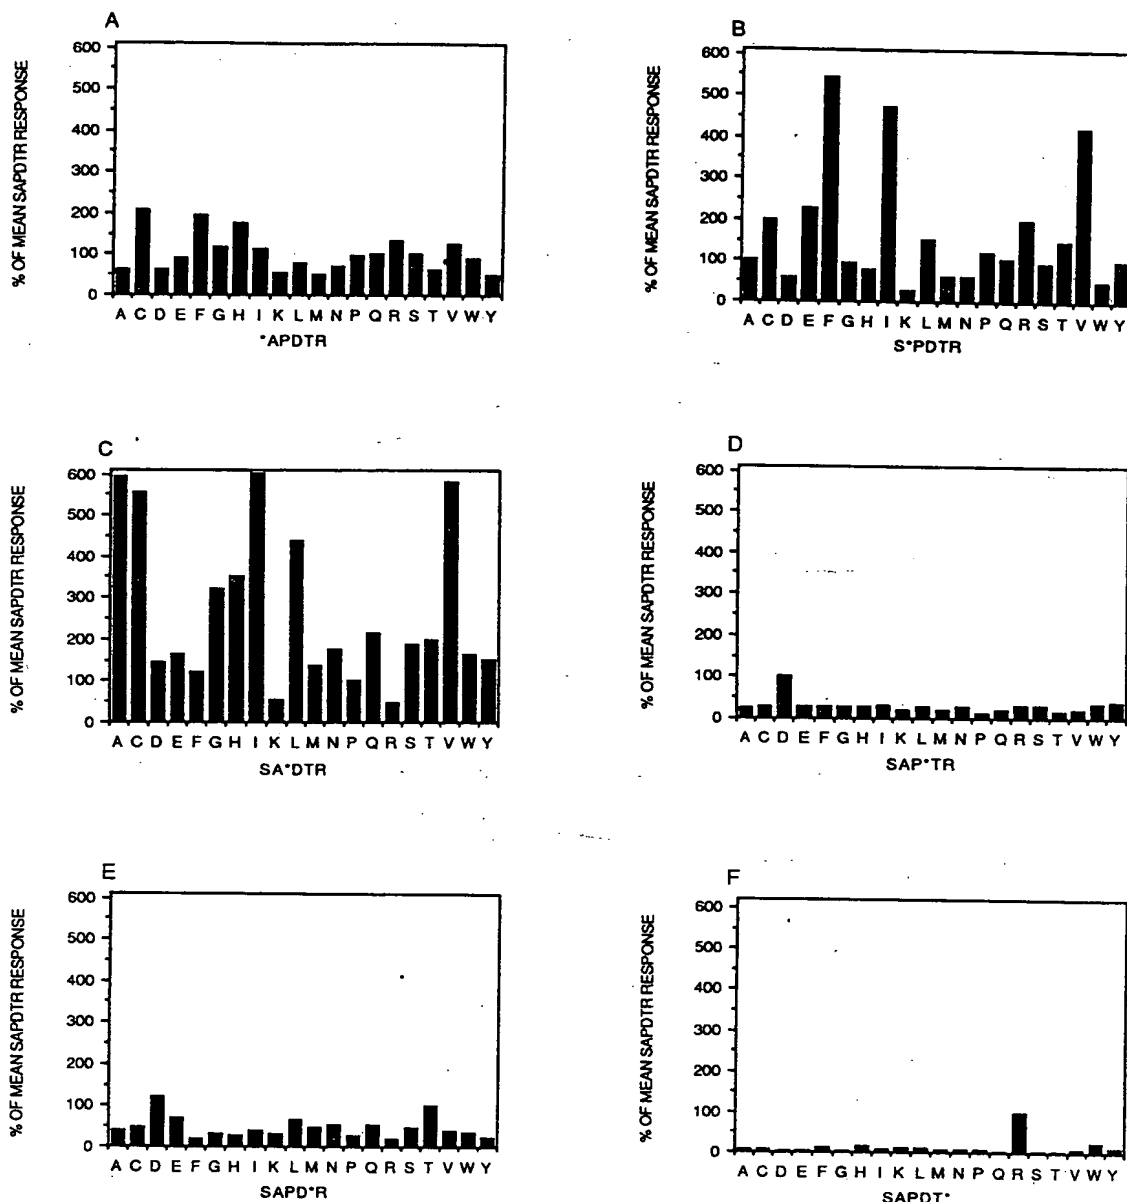 A
% OF MEAN SAPDTR RESPONSE
600
500
400
300
200
100
0
A C D E F G H I K L M N P Q R S T V W Y
*APDTR
B
% OF MEAN SAPDTR RESPONSE
600
500
400
300
200
100
0
A C D E F G H I K L M N P Q R S T V W Y
S*PDTR
C
% OF MEAN SAPDTR RESPONSE
600
500
400
300
200
100
0
A C D E F G H I K L M N P Q R S T V W Y
SA*DTR
D
% OF MEAN SAPDTR RESPONSE
600
500
400
300
200
100
0
A C D E F G H I K L M N P Q R S T V W Y
SAP*TR
E
% OF MEAN SAPDTR RESPONSE
600
500
400
300
200
100
0
A C D E F G H I K L M N P Q R S T V W Y
SAPD*R
F
% OF MEAN SAPDTR RESPONSE
600
500
400
300
200
100
0
A C D E F G H I K L M N P Q R S T V W Y
SAPDT*